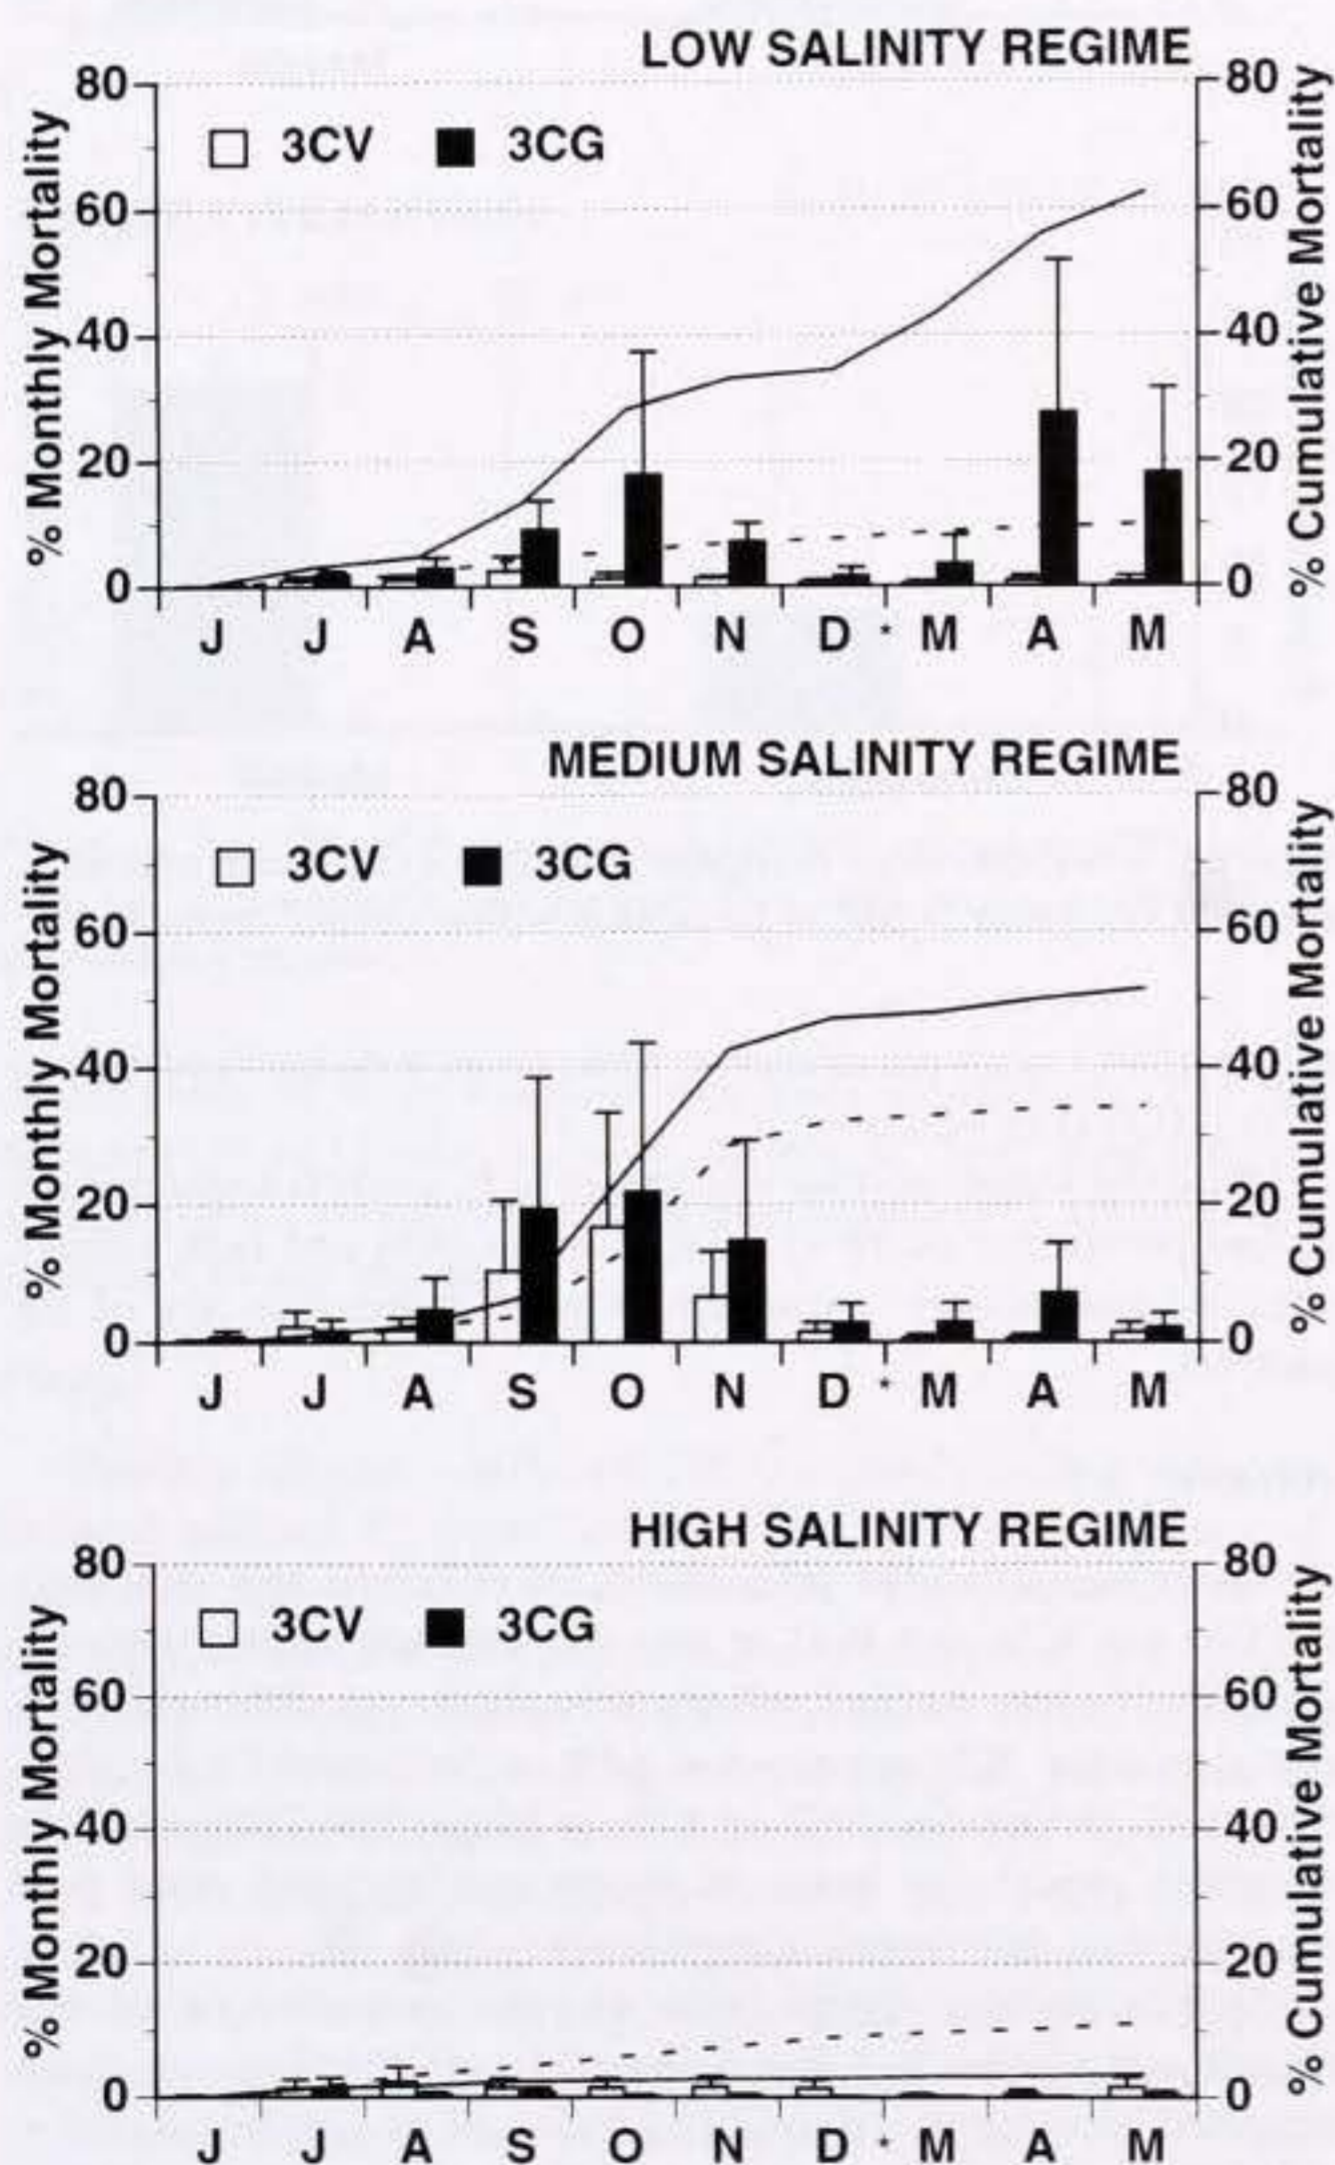 LOW SALINITY REGIME
80 80
3CV 3CG
60 60
40 40
20 20
0 0
% Monthly Mortality
% Cumulative Mortality
J J A S O N D * M A M
MEDIUM SALINITY REGIME
80 80
3CV 3CG
60 60
40 40
20 20
0 0
% Monthly Mortality
% Cumulative Mortality
J J A S O N D * M A M
HIGH SALINITY REGIME
80 80
3CV 3CG
60 60
40 40
20 20
0 0
% Monthly Mortality
% Cumulative Mortality
J J A S O N D * M A M